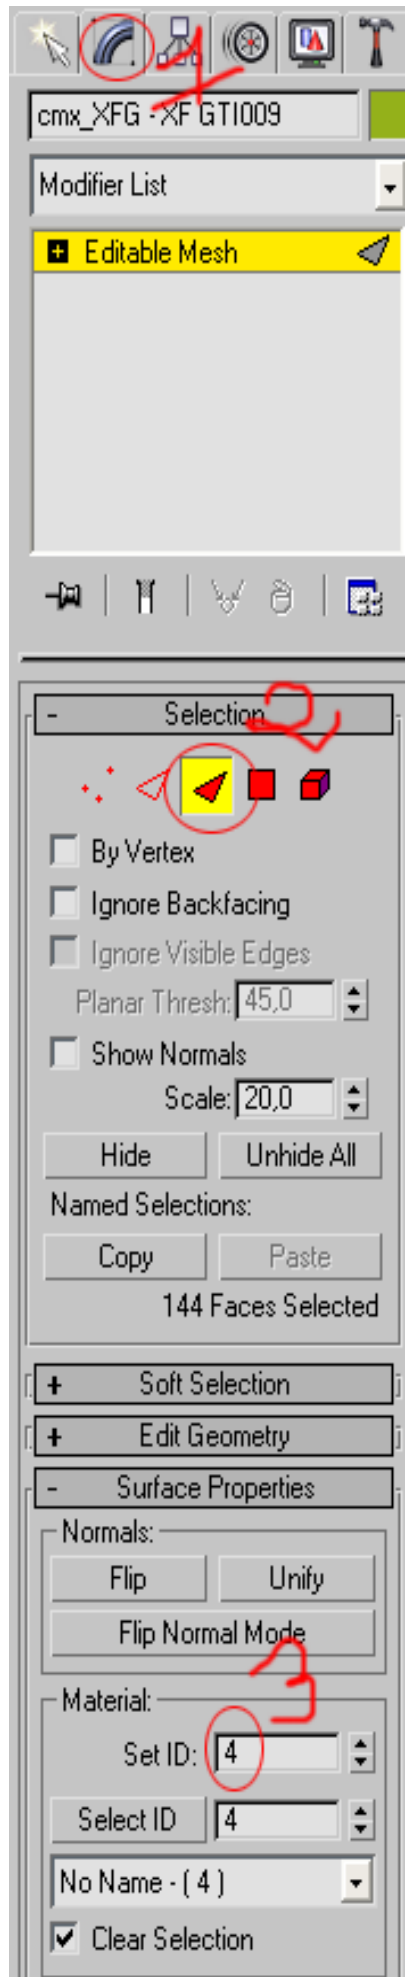 1
cmx_XFG - XF GTI009
Modifier List
Editable Mesh
- Selection 2
By Vertex
Ignore Backfacing
Ignore Visible Edges
Planar Thresh: 45,0
Show Normals
Scale: 20,0
Hide Unhide All
Named Selections:
Copy Paste
144 Faces Selected
+ Soft Selection
+ Edit Geometry
- Surface Properties
Normals:
Flip Unify
Flip Normal Mode
3
Material:
Set ID: 4
Select ID 4
No Name - ( 4 )
Clear Selection